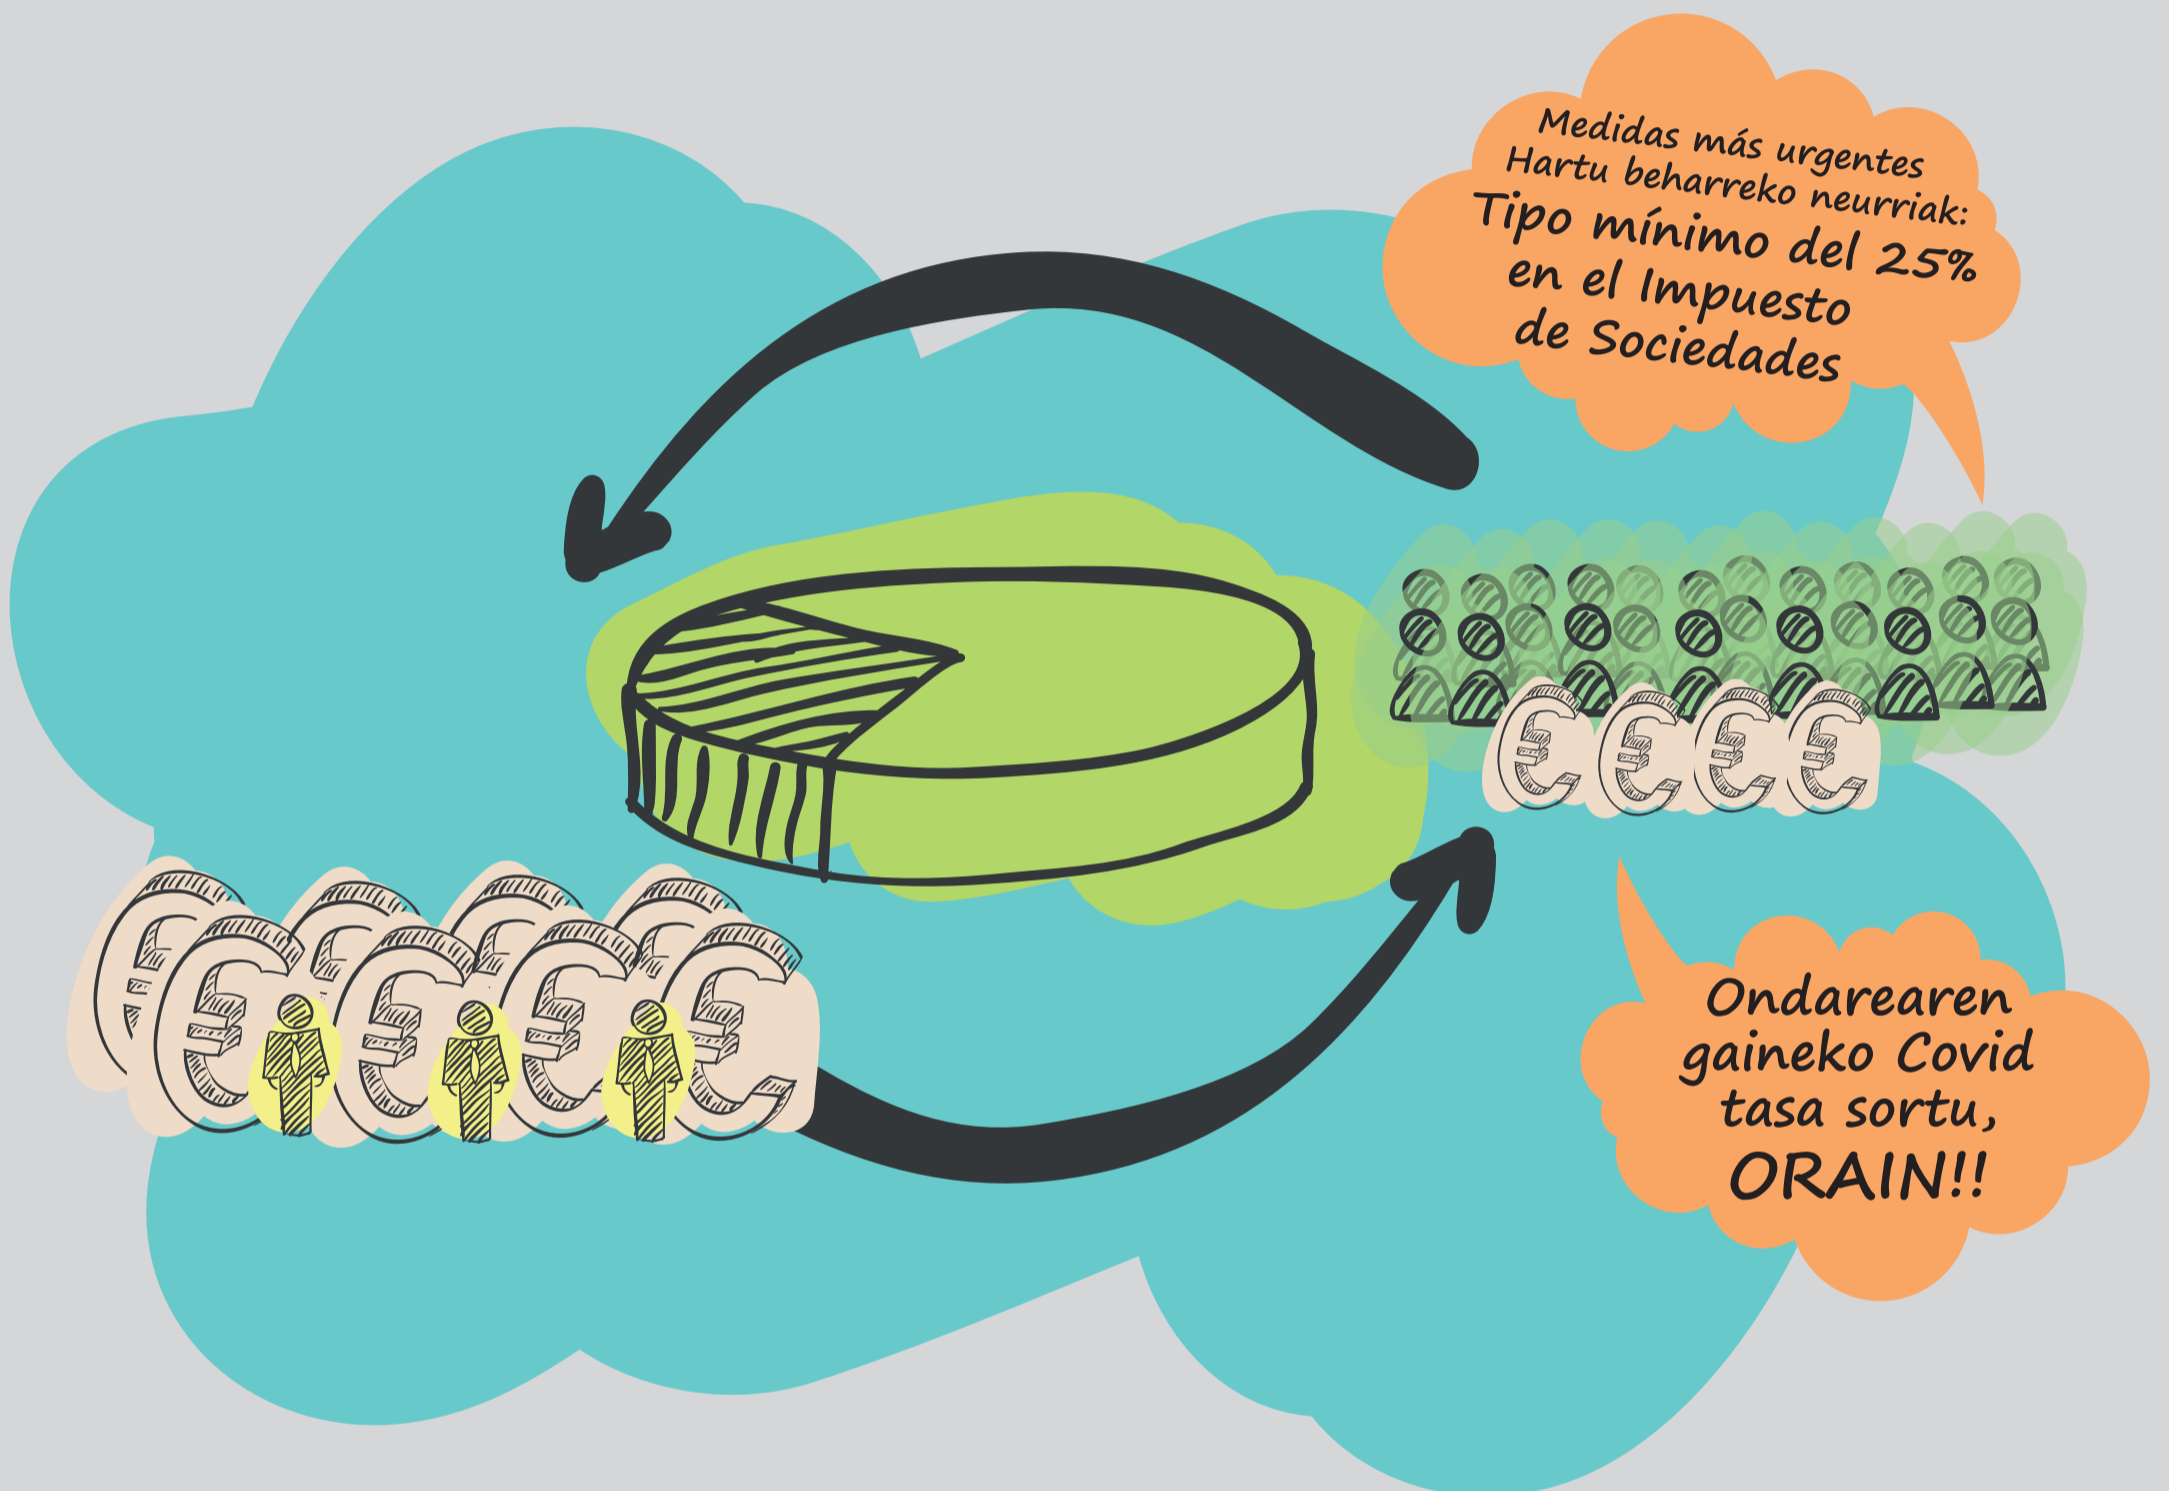 Medidas más urgentes
Hartu beharreko neurriak:
Tipo mínimo del 25%
en el Impuesto
de Sociedades
€ € € €
Ondarearen
gaineko Covid
tasa sortu,
ORAIN!!
€ € € €
€ € € €